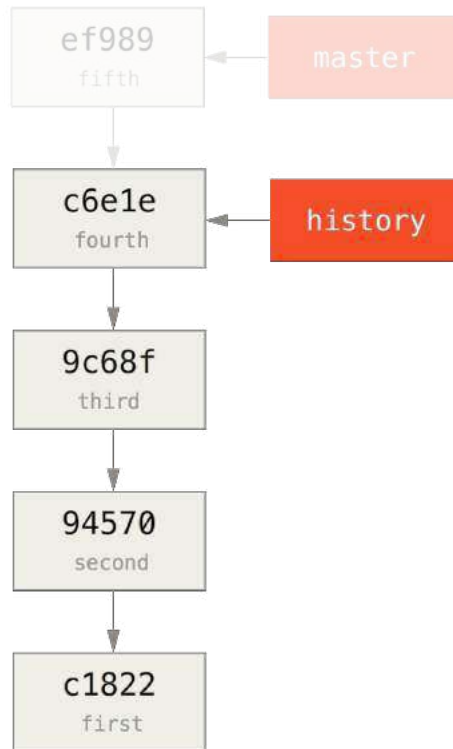 ef989
fifth
master
c6e1e
fourth
history
9c68f
third
94570
second
c1822
first